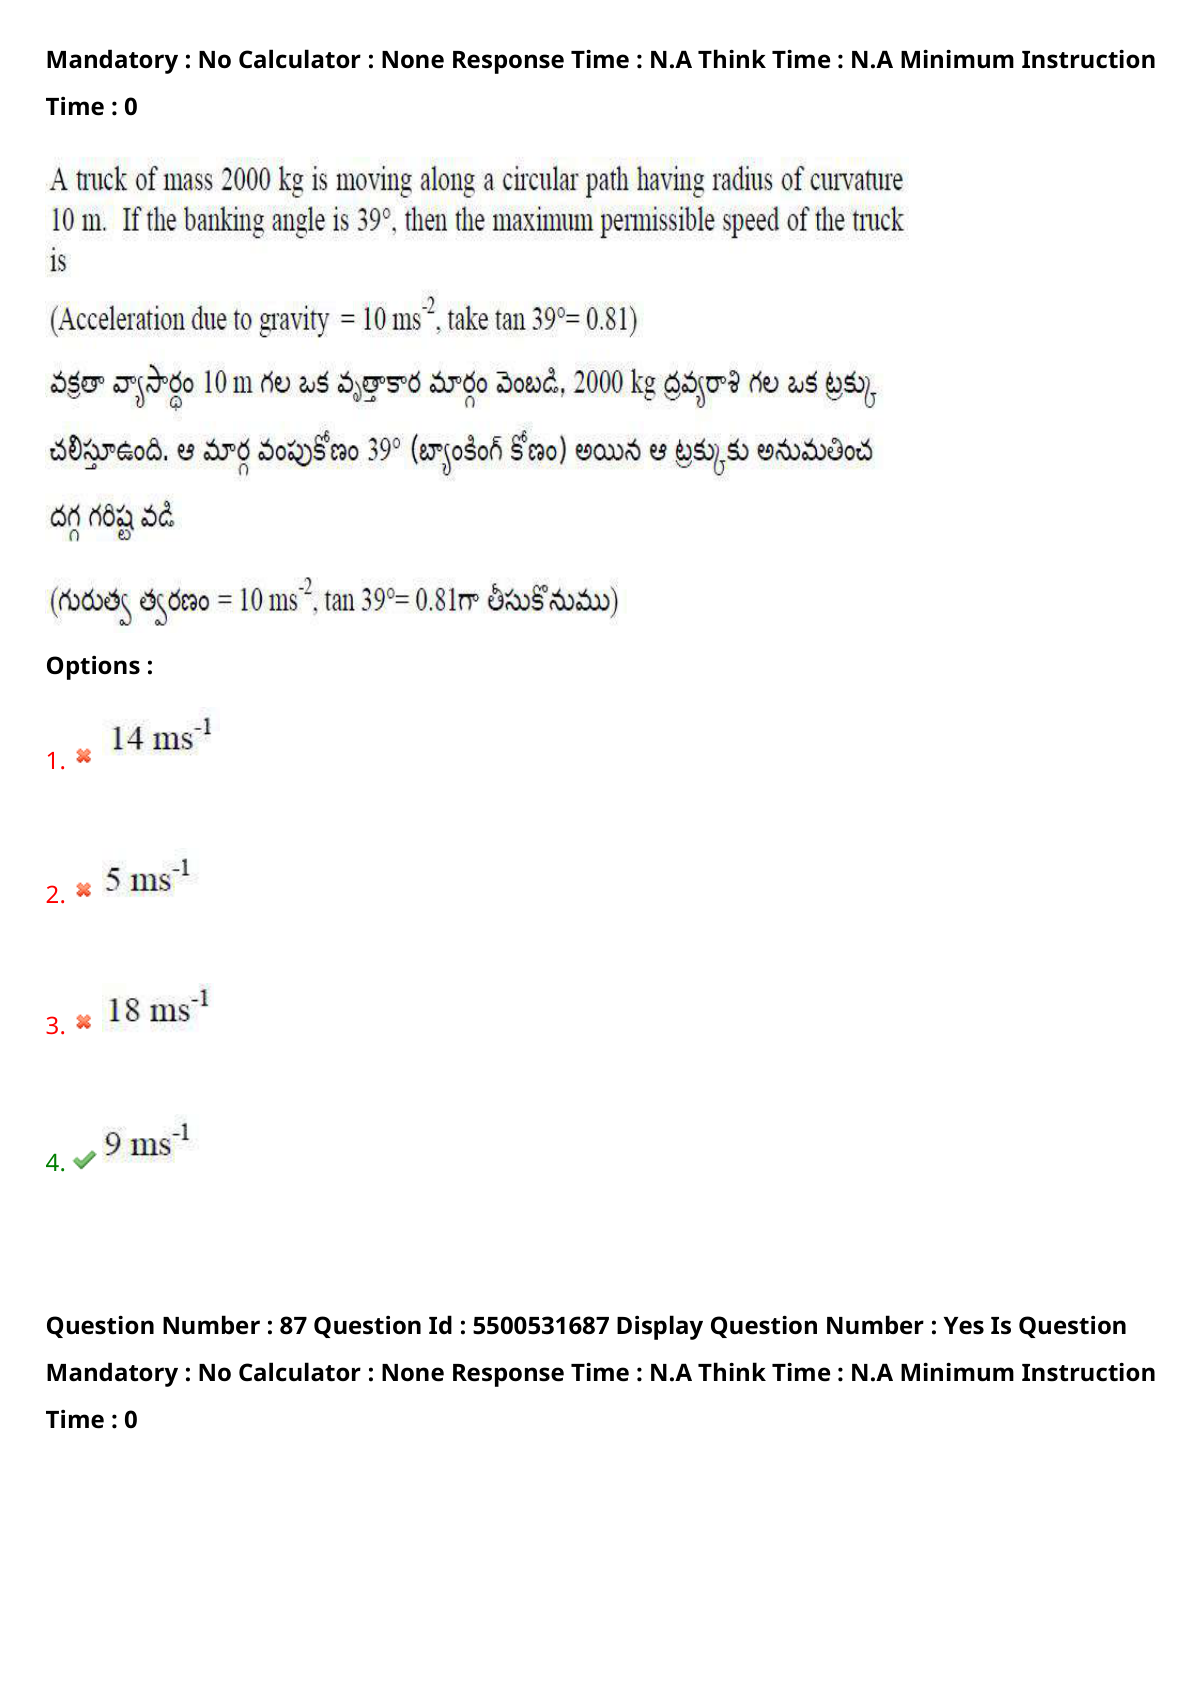 Mandatory : No Calculator : None Response Time : N.A Think Time : N.A Minimum Instruction
Time : 0
A truck of mass 2000 kg is moving along a circular path having radius of curvature
10 m. If the banking angle is 39°, then the maximum permissible speed of the truck
is
(Acceleration due to gravity = 10 ms⁻², take tan 39°= 0.81)
వక్రతా వ్యాసార్థం 10 m గల ఒక వృత్తాకార మార్గం వెంబడి, 2000 kg ద్రవ్యరాశి గల ఒక ట్రక్కు
చలిస్తూఉంది. ఆ మార్గ వంపుకోణం 39° (బ్యాంకింగ్ కోణం) అయిన ఆ ట్రక్కుకు అనుమతించ
దగ్గ గరిష్ట వడి
(గురుత్వ త్వరణం = 10 ms⁻², tan 39°= 0.81గా తీసుకొనుము)
Options :
1. 14 ms⁻¹
2. 5 ms⁻¹
3. 18 ms⁻¹
4. 9 ms⁻¹
Question Number : 87 Question Id : 5500531687 Display Question Number : Yes Is Question
Mandatory : No Calculator : None Response Time : N.A Think Time : N.A Minimum Instruction
Time : 0